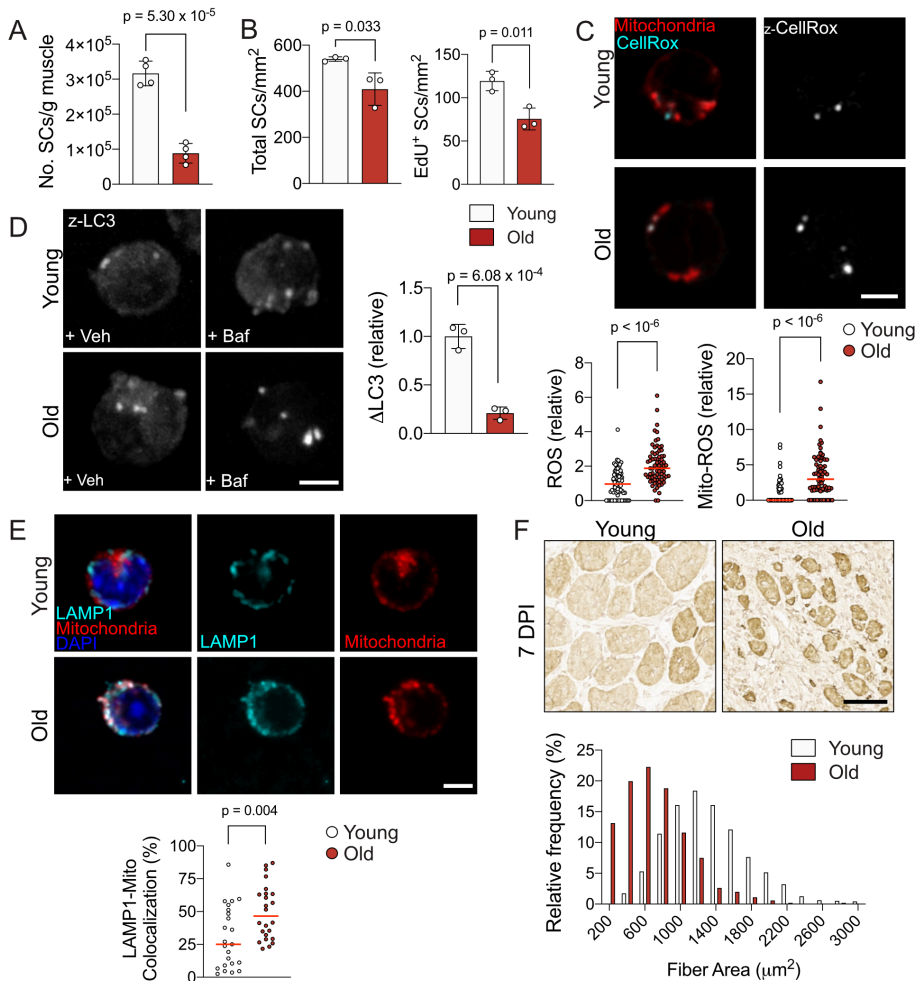 A
p = 5.30 x 10-5
No. SCs/g muscle
4×10⁵
3×10⁵
2×10⁵
1×10⁵
0
B
p = 0.033
Total SCs/mm²
600
400
200
0
p = 0.011
EdU⁺ SCs/mm²
150
100
50
0
Young
Old
C
Mitochondria
CellRox
z-CellRox
Young
Old
p < 10-6
ROS (relative)
8
6
4
2
0
p < 10-6
Mito-ROS (relative)
20
15
10
5
0
Young
Old
D
z-LC3
Young
+ Veh
+ Baf
Old
+ Veh
+ Baf
p = 6.08 x 10-4
ΔLC3 (relative)
1.5
1.0
0.5
0.0
E
Young
LAMP1
Mitochondria
DAPI
LAMP1
Mitochondria
Old
p = 0.004
LAMP1-Mito
Colocalization (%)
100
75
50
25
0
Young
Old
F
Young
Old
7 DPI
Young
Old
Relative frequency (%)
25
20
15
10
5
0
200
600
1000
1400
1800
2200
2600
3000
Fiber Area (μm²)